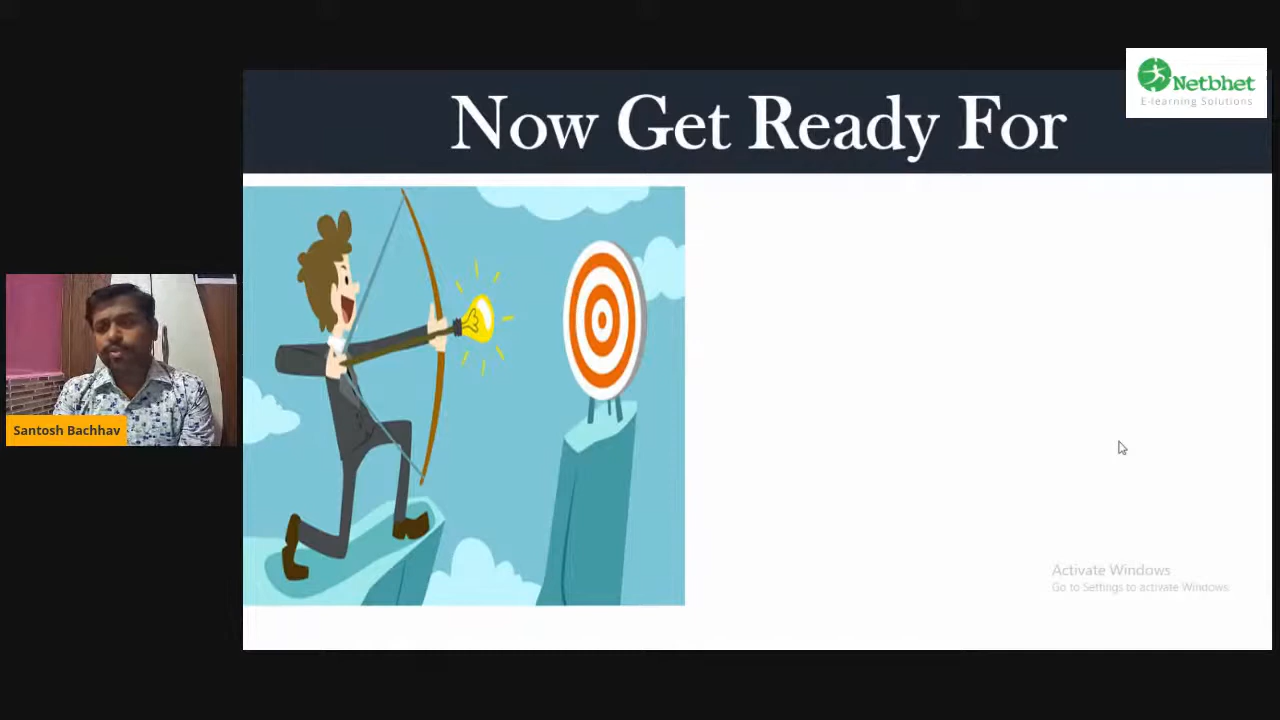 Now Get Ready For
Netbhet
E-learning Solutions
Santosh Bachhav
Activate Windows
Go to Settings to activate Windows.